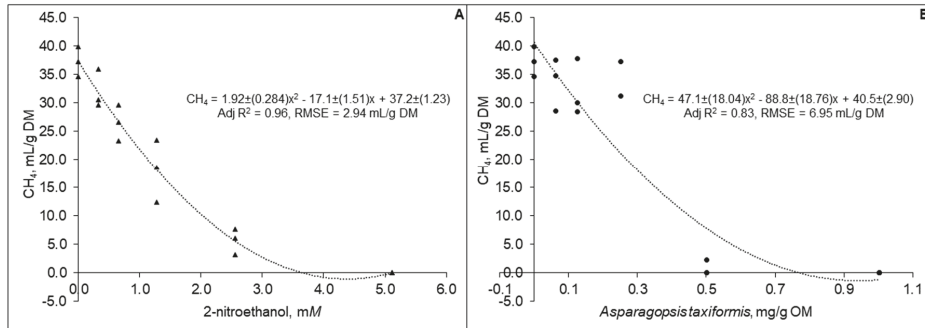 A
45.0
40.0
35.0
30.0
25.0
20.0
15.0
10.0
5.0
0.0
-5.0
CH₄, mL/g DM
CH₄ = 1.92±(0.284)x² - 17.1±(1.51)x + 37.2±(1.23)
Adj R² = 0.96, RMSE = 2.94 mL/g DM
0.0 1.0 2.0 3.0 4.0 5.0 6.0
2-nitroethanol, mM
B
45.0
40.0
35.0
30.0
25.0
20.0
15.0
10.0
5.0
0.0
-5.0
CH₄, mL/g DM
CH₄ = 47.1±(18.04)x² - 88.8±(18.76)x + 40.5±(2.90)
Adj R² = 0.83, RMSE = 6.95 mL/g DM
-0.1 0.1 0.3 0.5 0.7 0.9 1.1
Asparagopsis taxiformis, mg/g OM